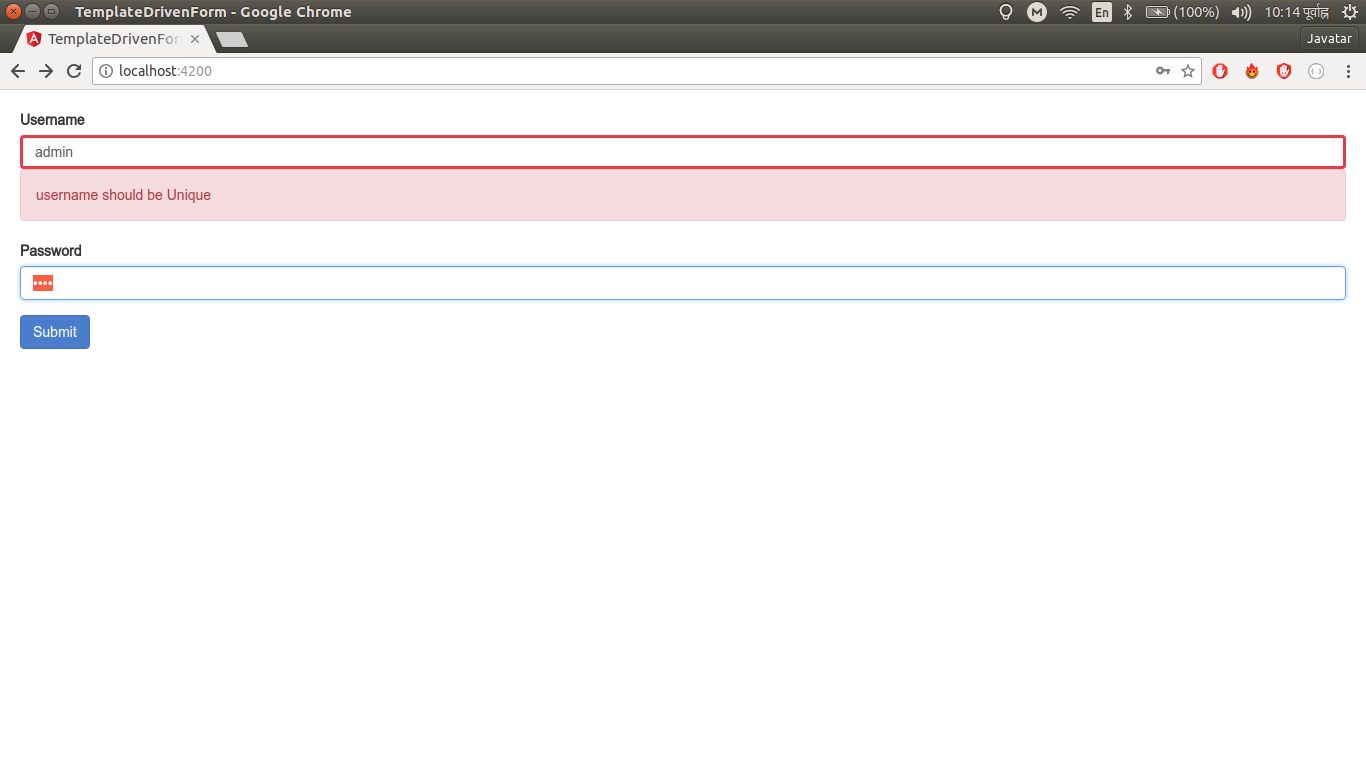 TemplateDrivenForm - Google Chrome
M
En
(100%)
10:14 पूर्वाह्न
TemplateDrivenFor
Javatar
localhost:4200
Username
admin
username should be Unique
Password
••••
Submit